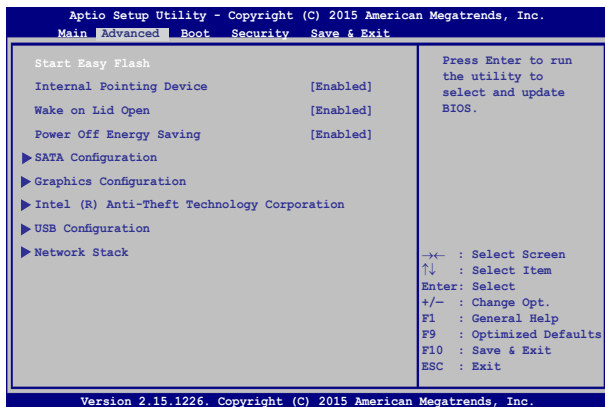 Aptio Setup Utility - Copyright (C) 2015 American Megatrends, Inc.
Main Advanced Boot Security Save & Exit
Start Easy Flash
Internal Pointing Device [Enabled]
Wake on Lid Open [Enabled]
Power Off Energy Saving [Enabled]
SATA Configuration
Graphics Configuration
Intel (R) Anti-Theft Technology Corporation
USB Configuration
Network Stack
Press Enter to run
the utility to
select and update
BIOS.
→← : Select Screen
↑↓ : Select Item
Enter: Select
+/— : Change Opt.
F1 : General Help
F9 : Optimized Defaults
F10 : Save & Exit
ESC : Exit
Version 2.15.1226. Copyright (C) 2015 American Megatrends, Inc.